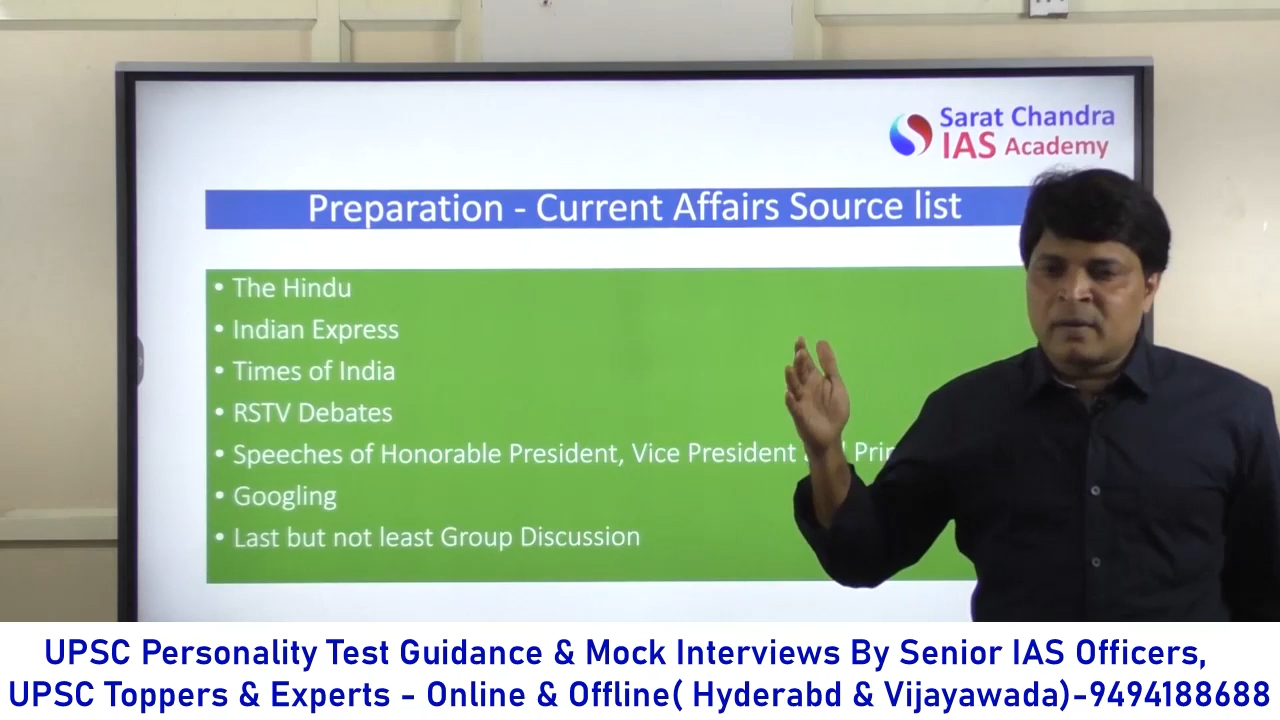 Sarat Chandra
IAS Academy
Preparation - Current Affairs Source list
• The Hindu
• Indian Express
• Times of India
• RSTV Debates
• Speeches of Honorable President, Vice President
• Googling
• Last but not least Group Discussion
UPSC Personality Test Guidance & Mock Interviews By Senior IAS Officers,
UPSC Toppers & Experts - Online & Offline( Hyderabd & Vijayawada)-9494188688